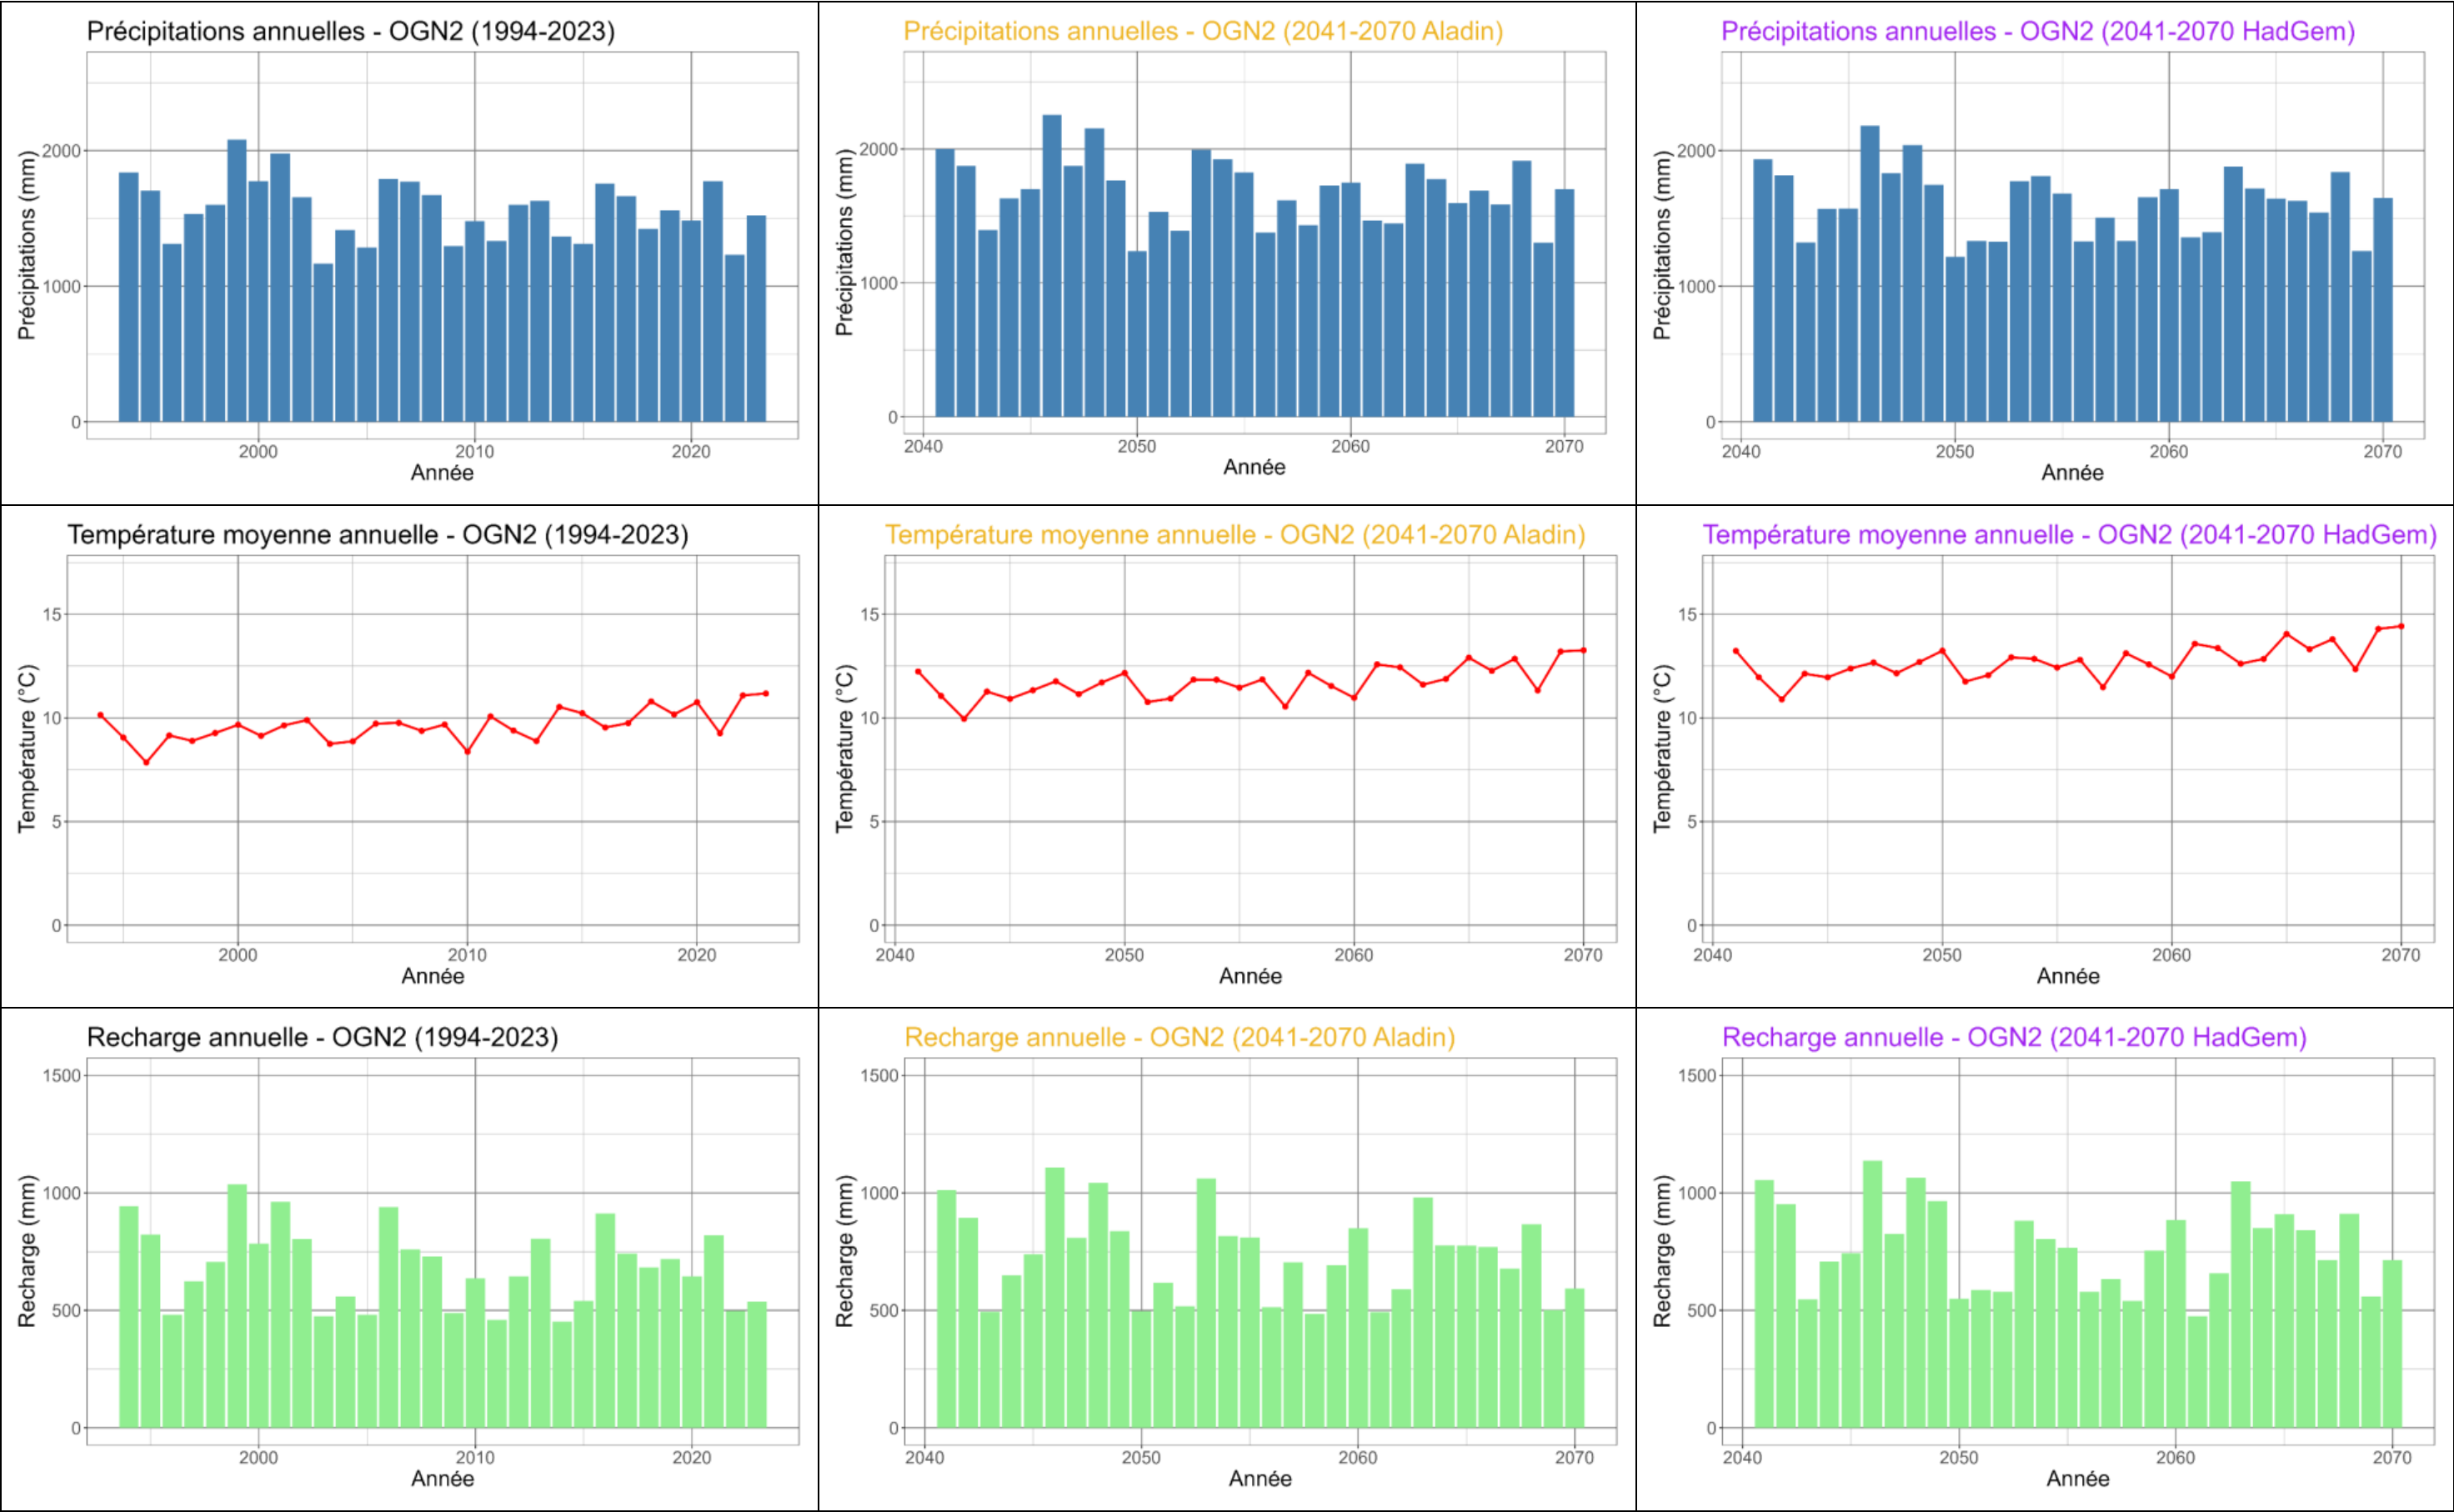 Précipitations annuelles - OGN2 (1994-2023)
Précipitations (mm)
2000
1000
0
2000
2010
2020
Année
Précipitations annuelles - OGN2 (2041-2070 Aladin)
Précipitations (mm)
2000
1000
0
2040
2050
2060
2070
Année
Précipitations annuelles - OGN2 (2041-2070 HadGem)
Précipitations (mm)
2000
1000
0
2040
2050
2060
2070
Année
Température moyenne annuelle - OGN2 (1994-2023)
Température (°C)
15
10
5
0
2000
2010
2020
Année
Température moyenne annuelle - OGN2 (2041-2070 Aladin)
Température (°C)
15
10
5
0
2040
2050
2060
2070
Année
Température moyenne annuelle - OGN2 (2041-2070 HadGem)
Température (°C)
15
10
5
0
2040
2050
2060
2070
Année
Recharge annuelle - OGN2 (1994-2023)
Recharge (mm)
1500
1000
500
0
2000
2010
2020
Année
Recharge annuelle - OGN2 (2041-2070 Aladin)
Recharge (mm)
1500
1000
500
0
2040
2050
2060
2070
Année
Recharge annuelle - OGN2 (2041-2070 HadGem)
Recharge (mm)
1500
1000
500
0
2040
2050
2060
2070
Année